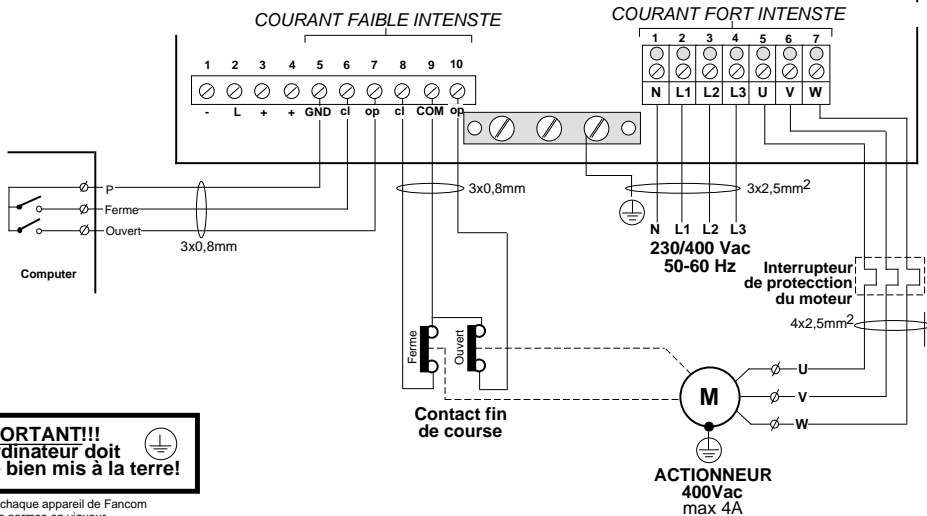 COURANT FAIBLE INTENSTE
COURANT FORT INTENSTE
1 2 3 4 5 6 7 8 9 10
- L + + GND cl op cl COM op
1 2 3 4 5 6 7
N L1 L2 L3 U V W
P
Ferme
Ouvert
3x0,8mm
Computer
3x0,8mm
3x2,5mm2
N L1 L2 L3
230/400 Vac
50-60 Hz
Interrupteur
de protecction
du moteur
4x2,5mm2
Ferme
Ouvert
Contact fin
de course
M
U
V
W
ACTIONNEUR
400Vac
max 4A
ORTANT!!!
dinateur doit
bien mis à la terre!
chaque appareil de Fancom
normes en vigueur